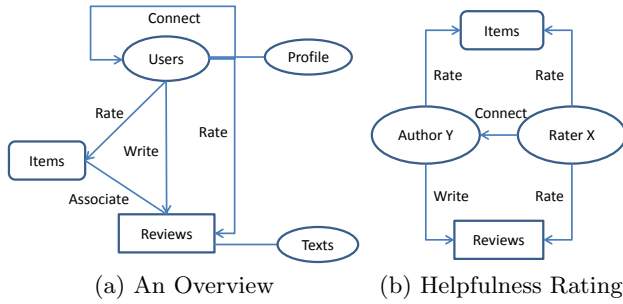 Connect
Users
Profile
Rate
Rate
Write
Items
Associate
Reviews
Texts
(a) An Overview
Items
Rate
Rate
Connect
Author Y
Rater X
Write
Rate
Reviews
(b) Helpfulness Rating